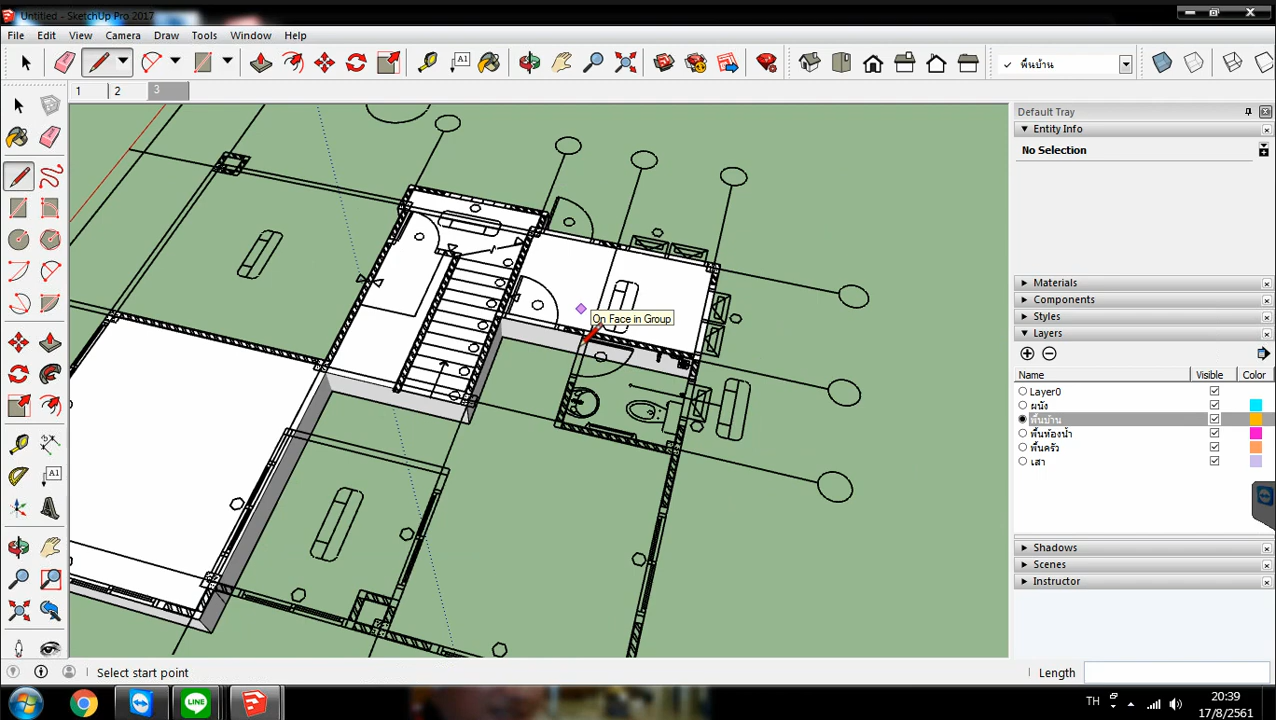 Untitled - SketchUp Pro 2017
File Edit View Camera Draw Tools Window Help
A1
พื้นบ้าน
1 2 3
Default Tray
Entity Info
No Selection
On Face in Group
Materials
Components
Styles
Layers
Name Visible Color
Layer0
ผนัง
พื้นบ้าน
พื้นห้องน้ำ
พื้นครัว
เสา
A1
Shadows
Scenes
Instructor
Select start point
Length
TH
20:39
17/8/2561
LINE